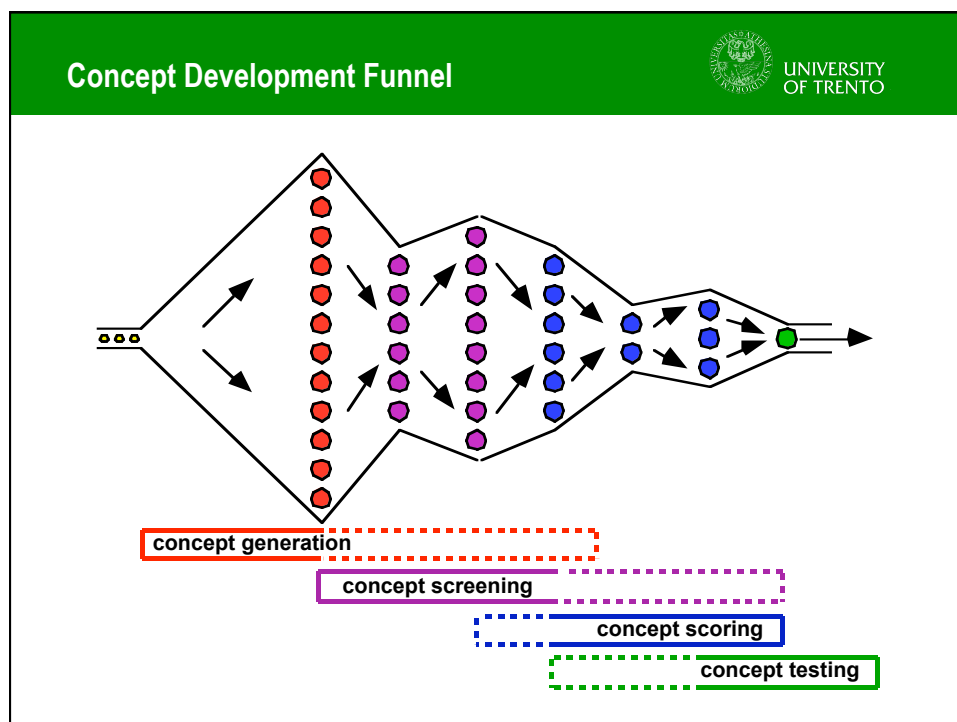 Concept Development Funnel
UNIVERSITY
OF TRENTO
concept generation
concept screening
concept scoring
concept testing